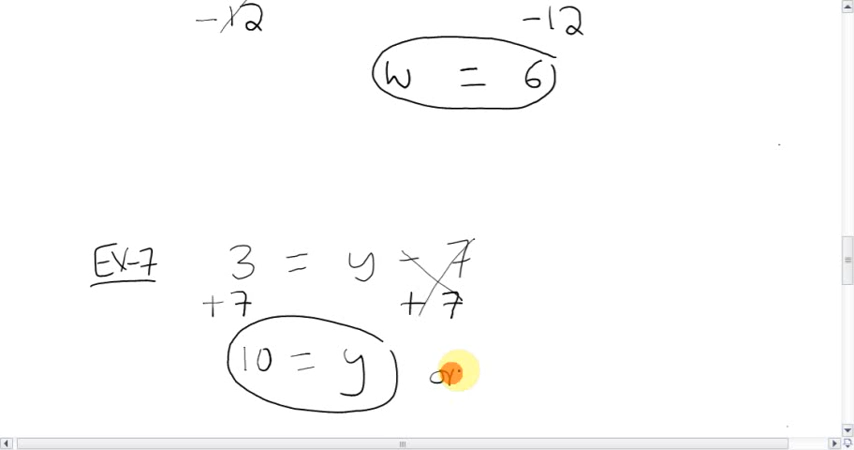 -12 -12
w = 6
EX-7 3 = y - 7
+7 + 7
10 = y or